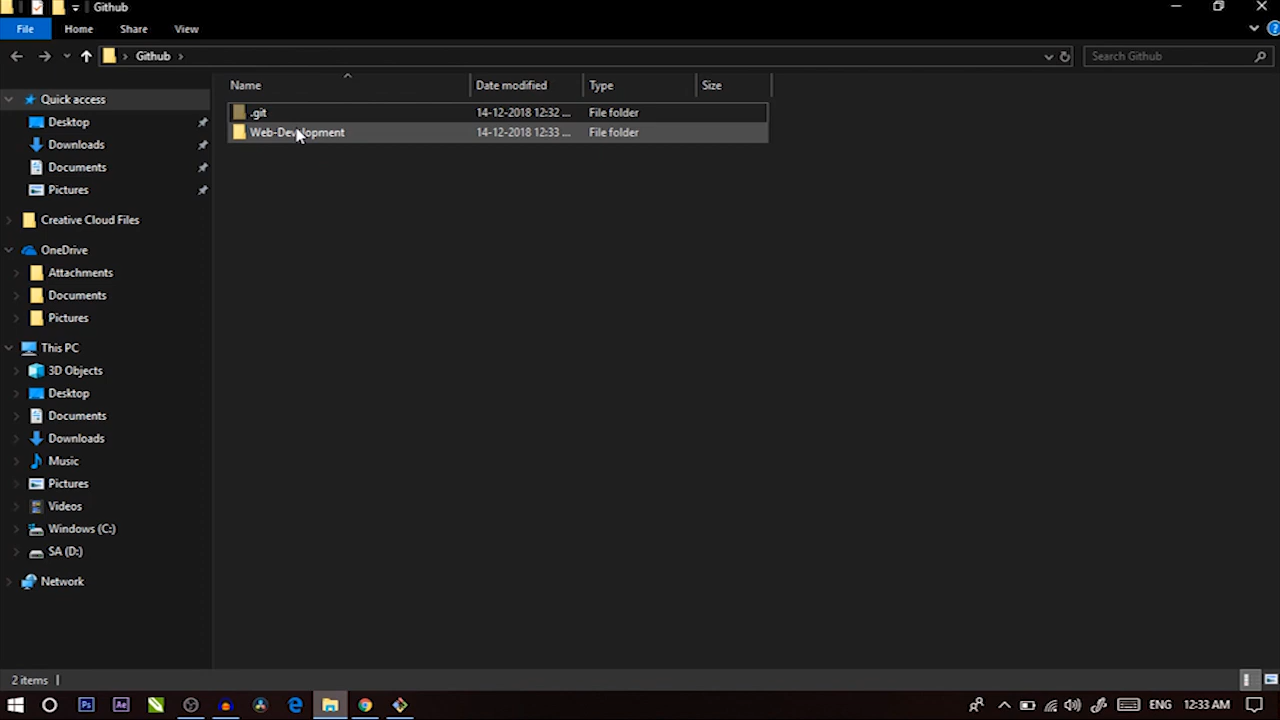 Github
File Home Share View
Github
Search Github
Name Date modified Type Size
.git 14-12-2018 12:32 ... File folder
Web-Development 14-12-2018 12:33 ... File folder
Quick access
Desktop
Downloads
Documents
Pictures
Creative Cloud Files
OneDrive
Attachments
Documents
Pictures
This PC
3D Objects
Desktop
Documents
Downloads
Music
Pictures
Videos
Windows (C:)
SA (D:)
Network
2 items
Ps Ae ENG 12:33 AM